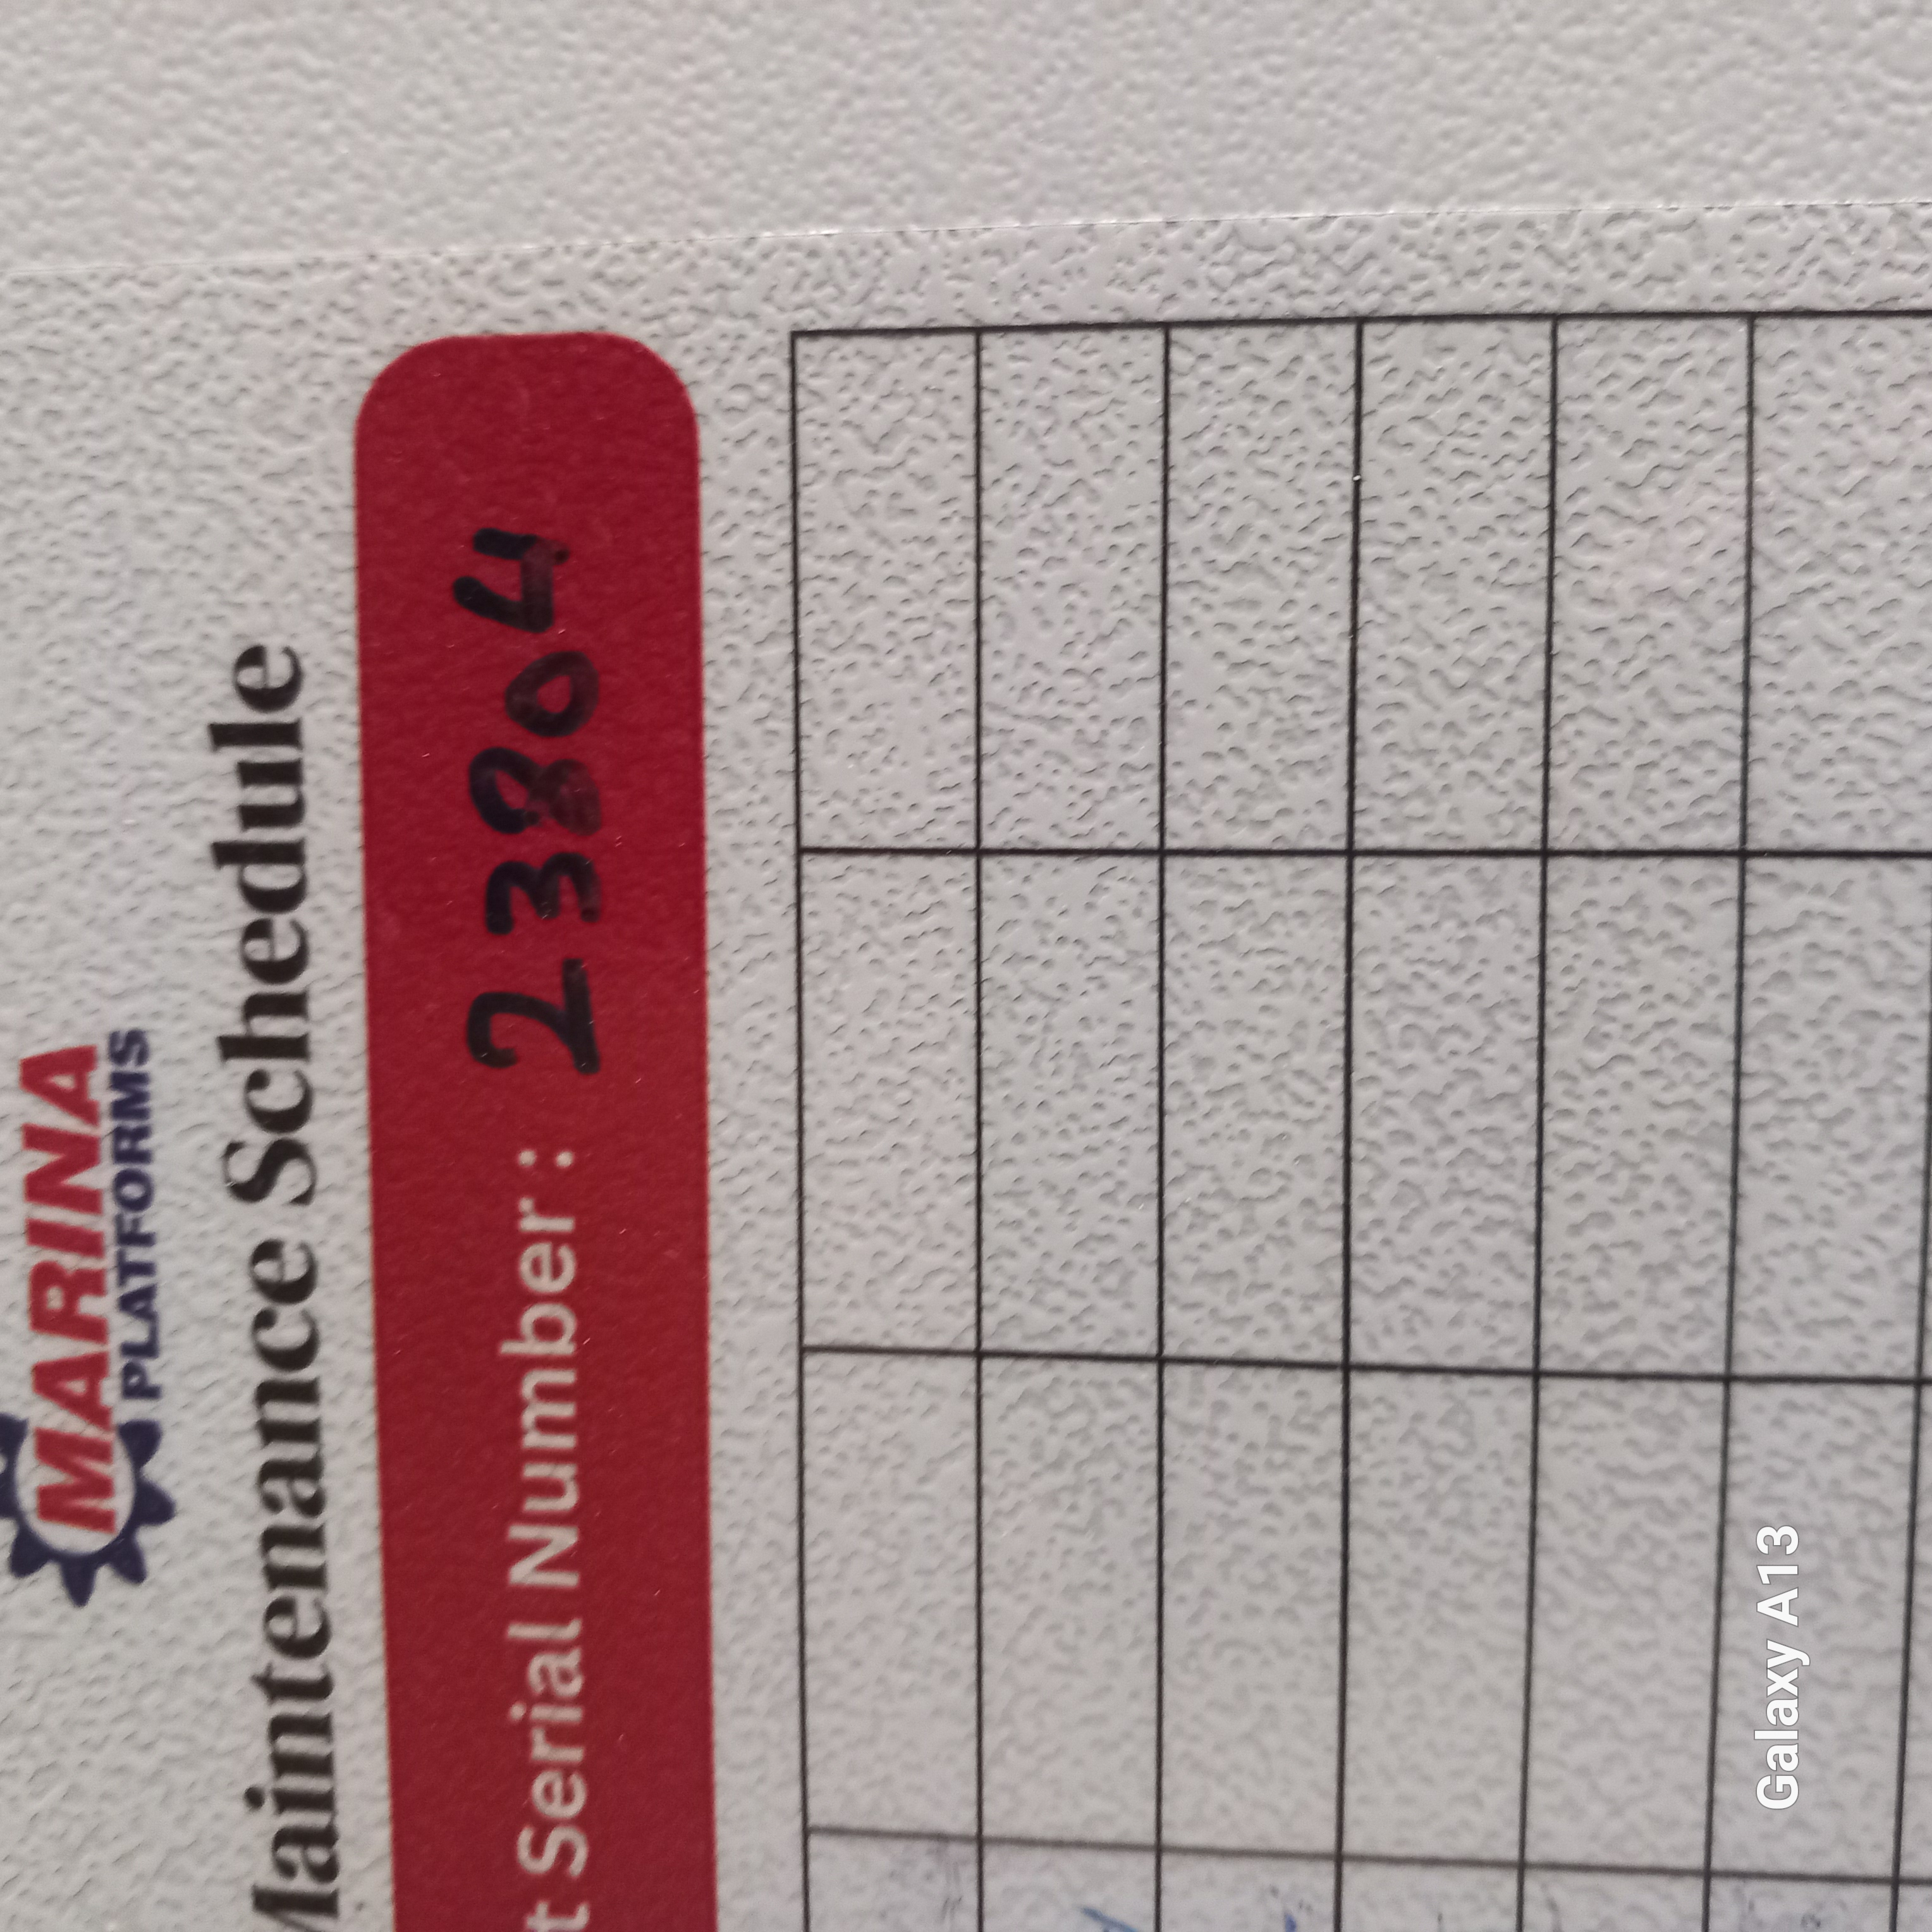 MARINA
PLATFORMS
Maintenance Schedule
t Serial Number : 23804
Galaxy A13